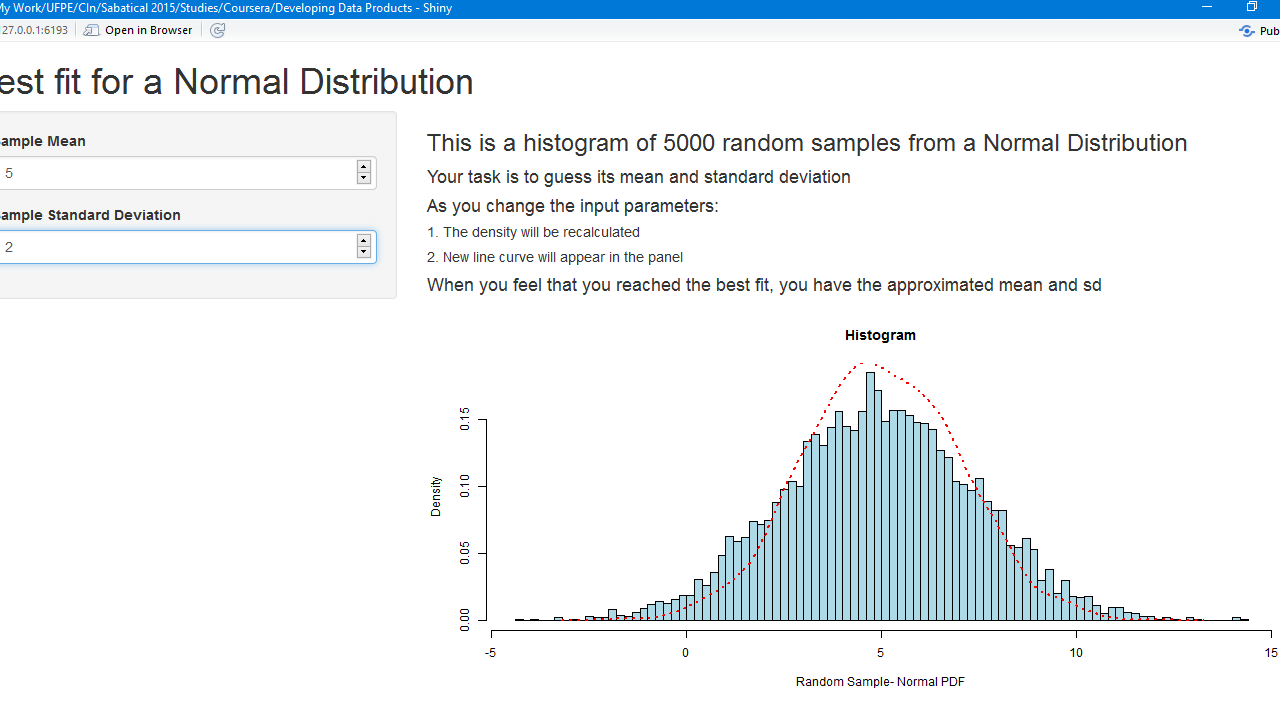 My Work/UFPE/CIn/Sabatical 2015/Studies/Coursera/Developing Data Products - Shiny
127.0.0.1:6193 Open in Browser Pub
est fit for a Normal Distribution
ample Mean
5
ample Standard Deviation
2
This is a histogram of 5000 random samples from a Normal Distribution
Your task is to guess its mean and standard deviation
As you change the input parameters:
1. The density will be recalculated
2. New line curve will appear in the panel
When you feel that you reached the best fit, you have the approximated mean and sd
Histogram
Density
0.15
0.10
0.05
0.00
-5 0 5 10 15
Random Sample- Normal PDF